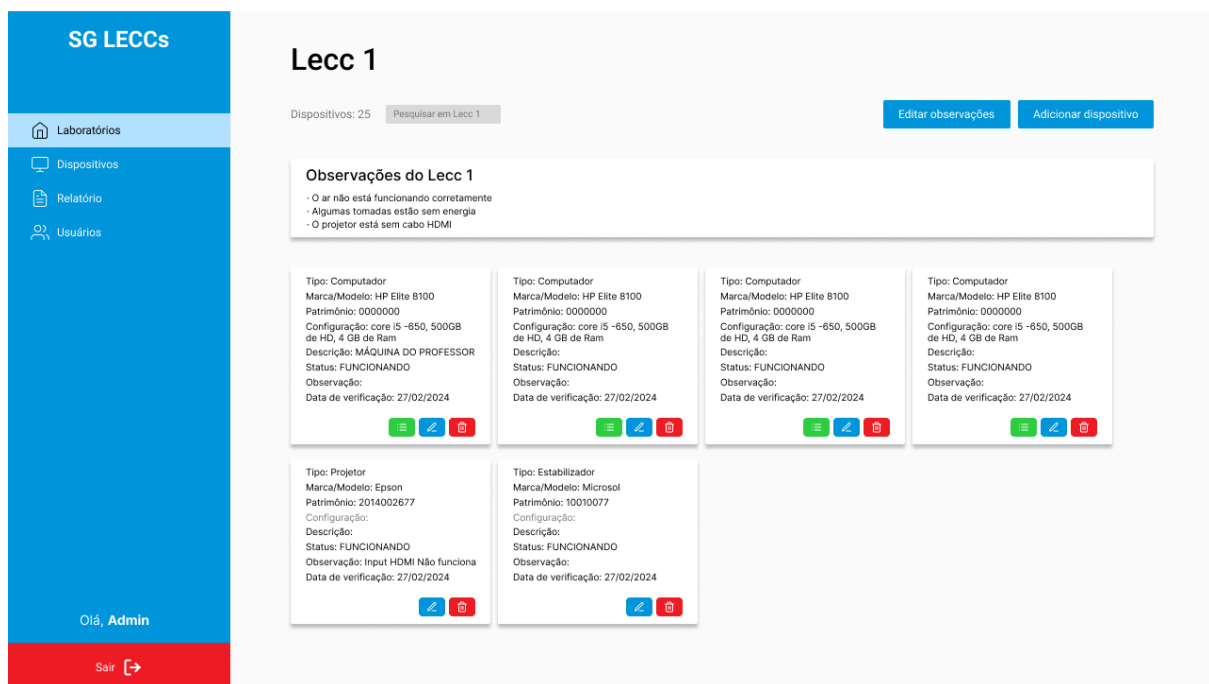 SG LECCs
Laboratórios
Dispositivos
Relatório
Usuários
Olá, Admin
Sair
Lecc 1
Dispositivos: 25
Pesquisar em Lecc 1
Editar observações
Adicionar dispositivo
Observações do Lecc 1
· O ar não está funcionando corretamente
· Algumas tomadas estão sem energia
· O projetor está sem cabo HDMI
Tipo: Computador
Marca/Modelo: HP Elite 8100
Patrimônio: 0000000
Configuração: core i5 -650, 500GB
de HD, 4 GB de Ram
Descrição: MÁQUINA DO PROFESSOR
Status: FUNCIONANDO
Observação:
Data de verificação: 27/02/2024
Tipo: Computador
Marca/Modelo: HP Elite 8100
Patrimônio: 0000000
Configuração: core i5 -650, 500GB
de HD, 4 GB de Ram
Descrição:
Status: FUNCIONANDO
Observação:
Data de verificação: 27/02/2024
Tipo: Computador
Marca/Modelo: HP Elite 8100
Patrimônio: 0000000
Configuração: core i5 -650, 500GB
de HD, 4 GB de Ram
Descrição:
Status: FUNCIONANDO
Observação:
Data de verificação: 27/02/2024
Tipo: Computador
Marca/Modelo: HP Elite 8100
Patrimônio: 0000000
Configuração: core i5 -650, 500GB
de HD, 4 GB de Ram
Descrição:
Status: FUNCIONANDO
Observação:
Data de verificação: 27/02/2024
Tipo: Projetor
Marca/Modelo: Epson
Patrimônio: 2014002677
Configuração:
Descrição:
Status: FUNCIONANDO
Observação: Input HDMI Não funciona
Data de verificação: 27/02/2024
Tipo: Estabilizador
Marca/Modelo: Microsol
Patrimônio: 10010077
Configuração:
Descrição:
Status: FUNCIONANDO
Observação:
Data de verificação: 27/02/2024